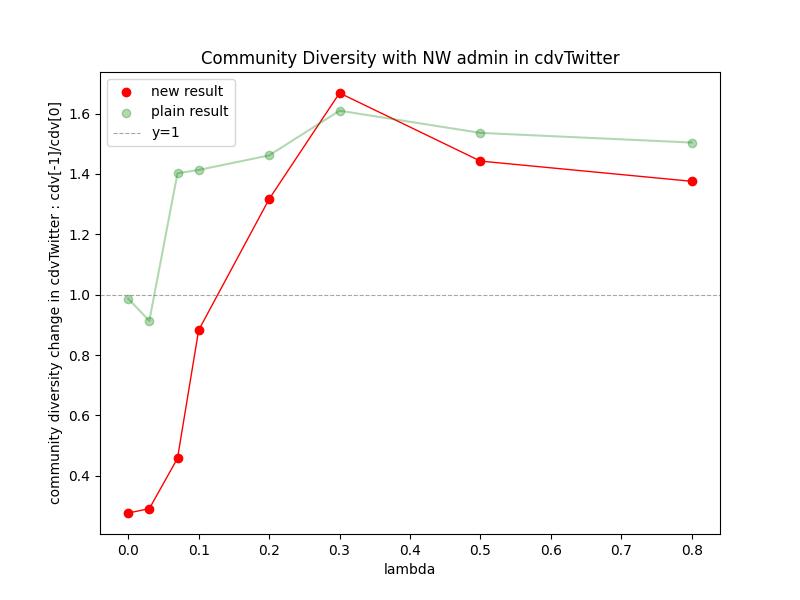 Community Diversity with NW admin in cdvTwitter
new result
plain result
y=1
community diversity change in cdvTwitter : cdv[-1]/cdv[0]
1.6
1.4
1.2
1.0
0.8
0.6
0.4
0.0 0.1 0.2 0.3 0.4 0.5 0.6 0.7 0.8
lambda